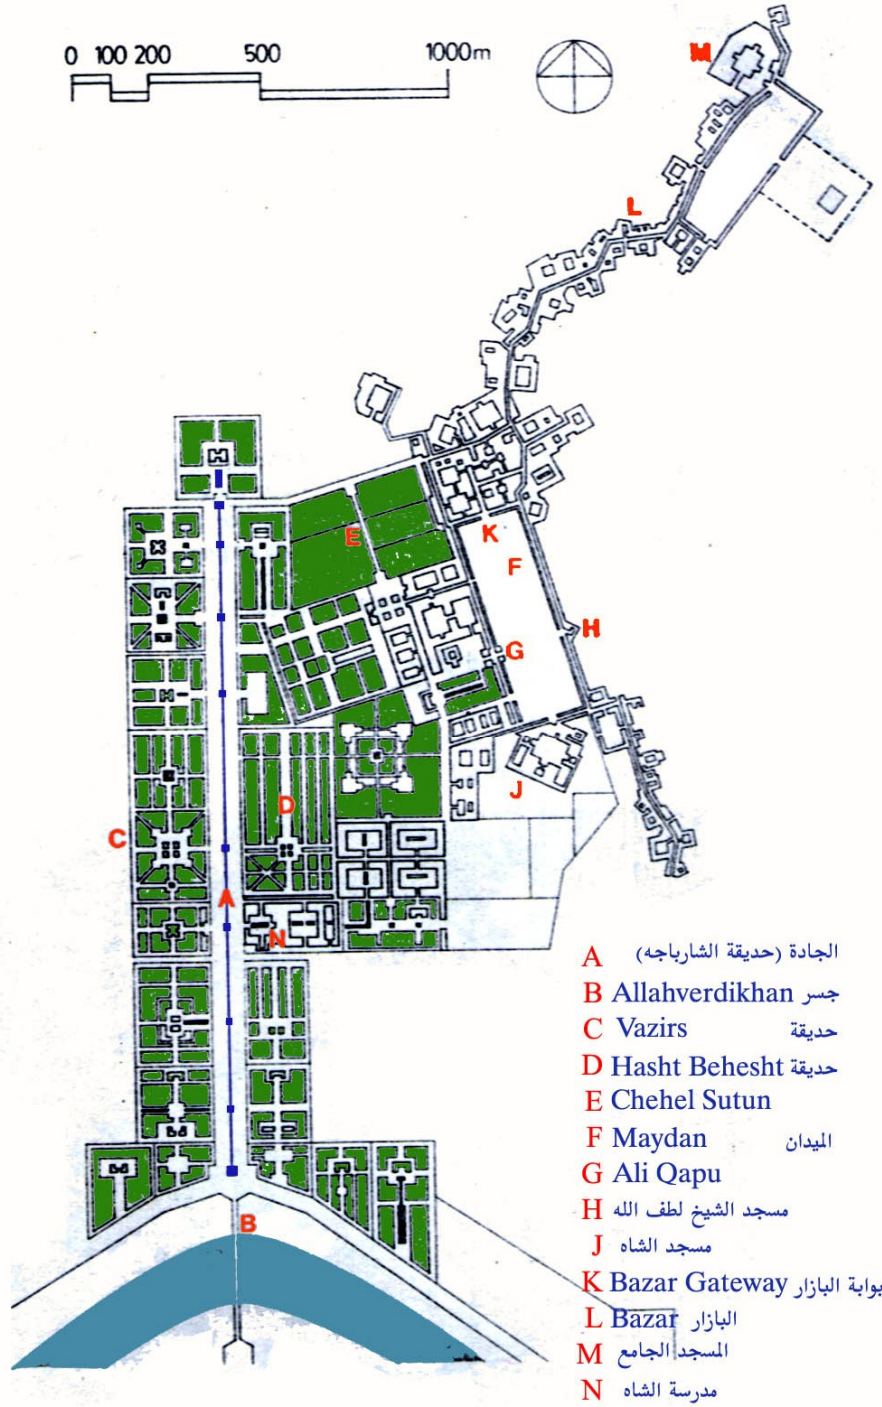 0 100 200 500 1000m
M
L
E
K
F
H
G
J
D
C
A
N
B
A الجادة (حديقة الشارباجه)
B Allahverdikhan جسر
C Vazirs حديقة
D Hasht Behesht حديقة
E Chehel Sutun
F Maydan الميدان
G Ali Qapu
H مسجد الشيخ لطف الله
J مسجد الشاه
K Bazar Gateway بوابة البازار
L Bazar البازار
M المسجد الجامع
N مدرسة الشاه